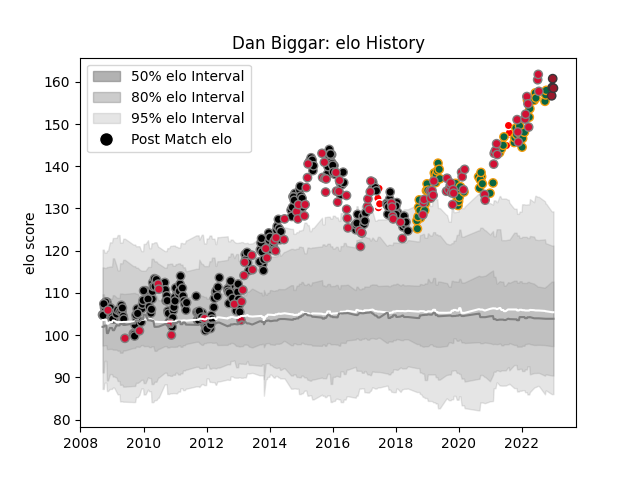 Dan Biggar: elo History
50% elo Interval
80% elo Interval
95% elo Interval
Post Match elo
elo score
160
150
140
130
120
110
100
90
80
2008 2010 2012 2014 2016 2018 2020 2022